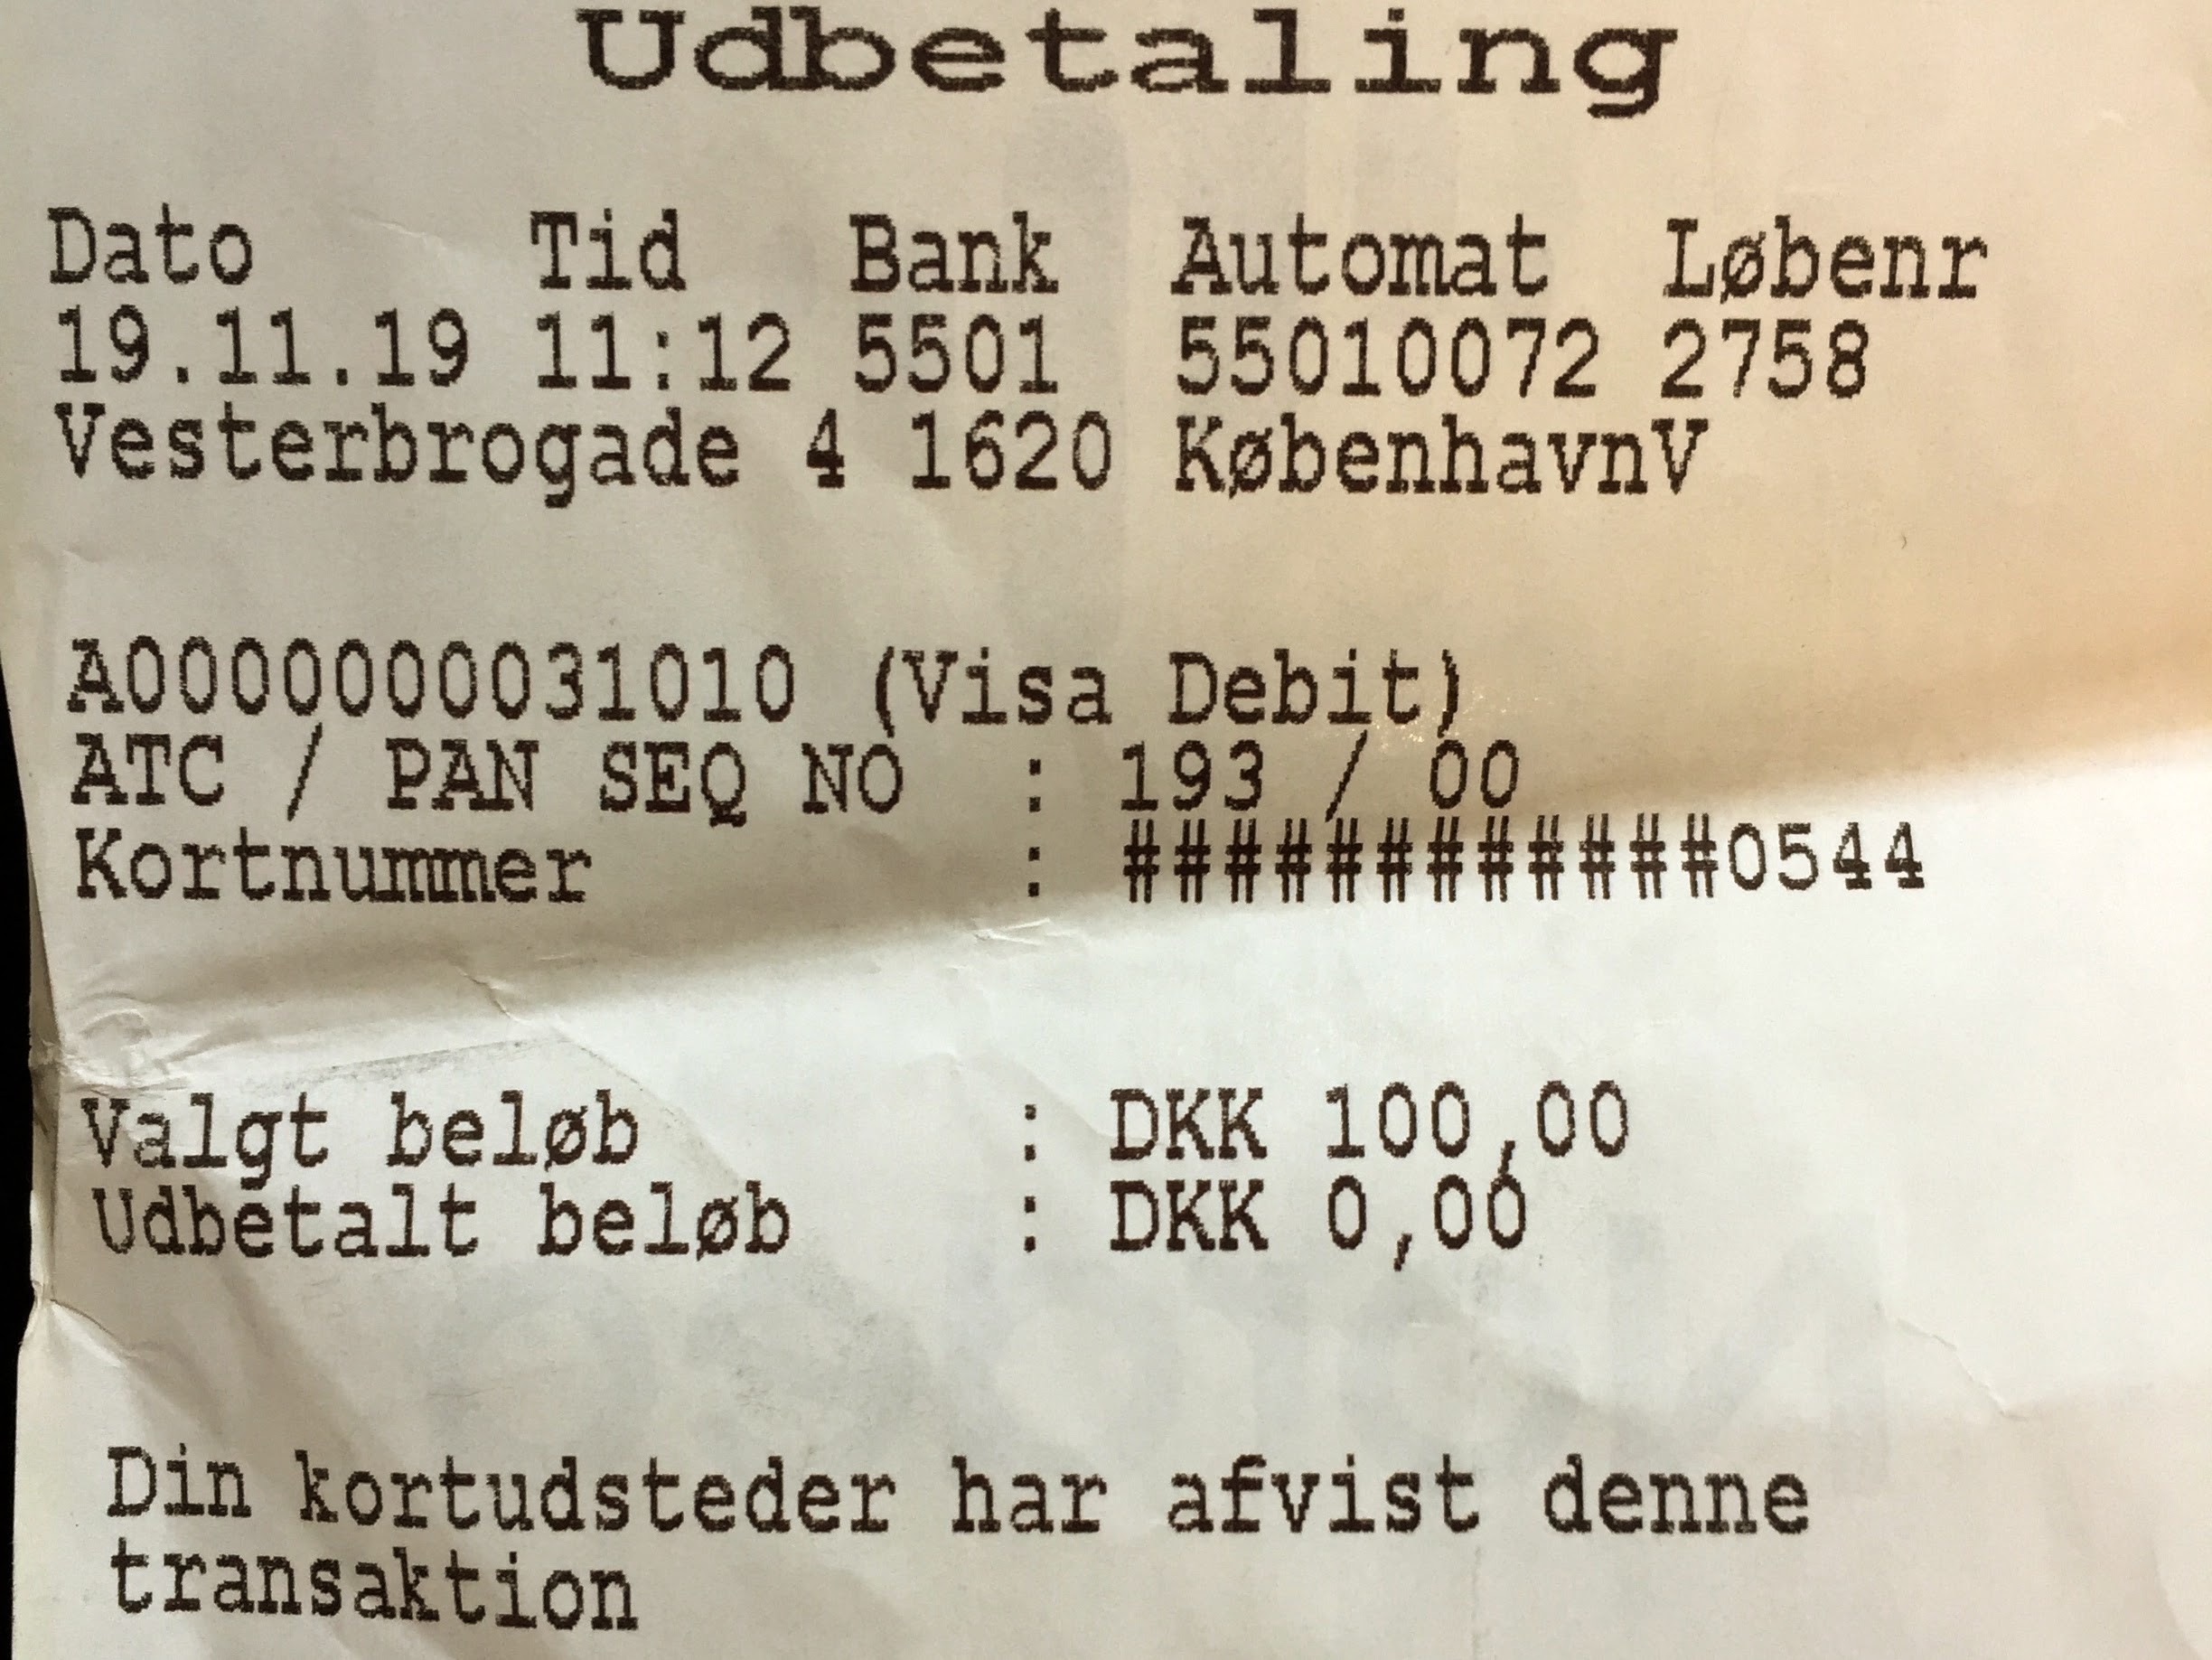 Udbetaling
Dato Tid Bank Automat Løbenr
19.11.19 11:12 5501 55010072 2758
Vesterbrogade 4 1620 KøbenhavnV
A0000000031010 (Visa Debit)
ATC / PAN SEQ NO : 193 / 00
Kortnummer : ############0544
Valgt beløb : DKK 100,00
Udbetalt beløb : DKK 0,00
Din kortudsteder har afvist denne
transaktion